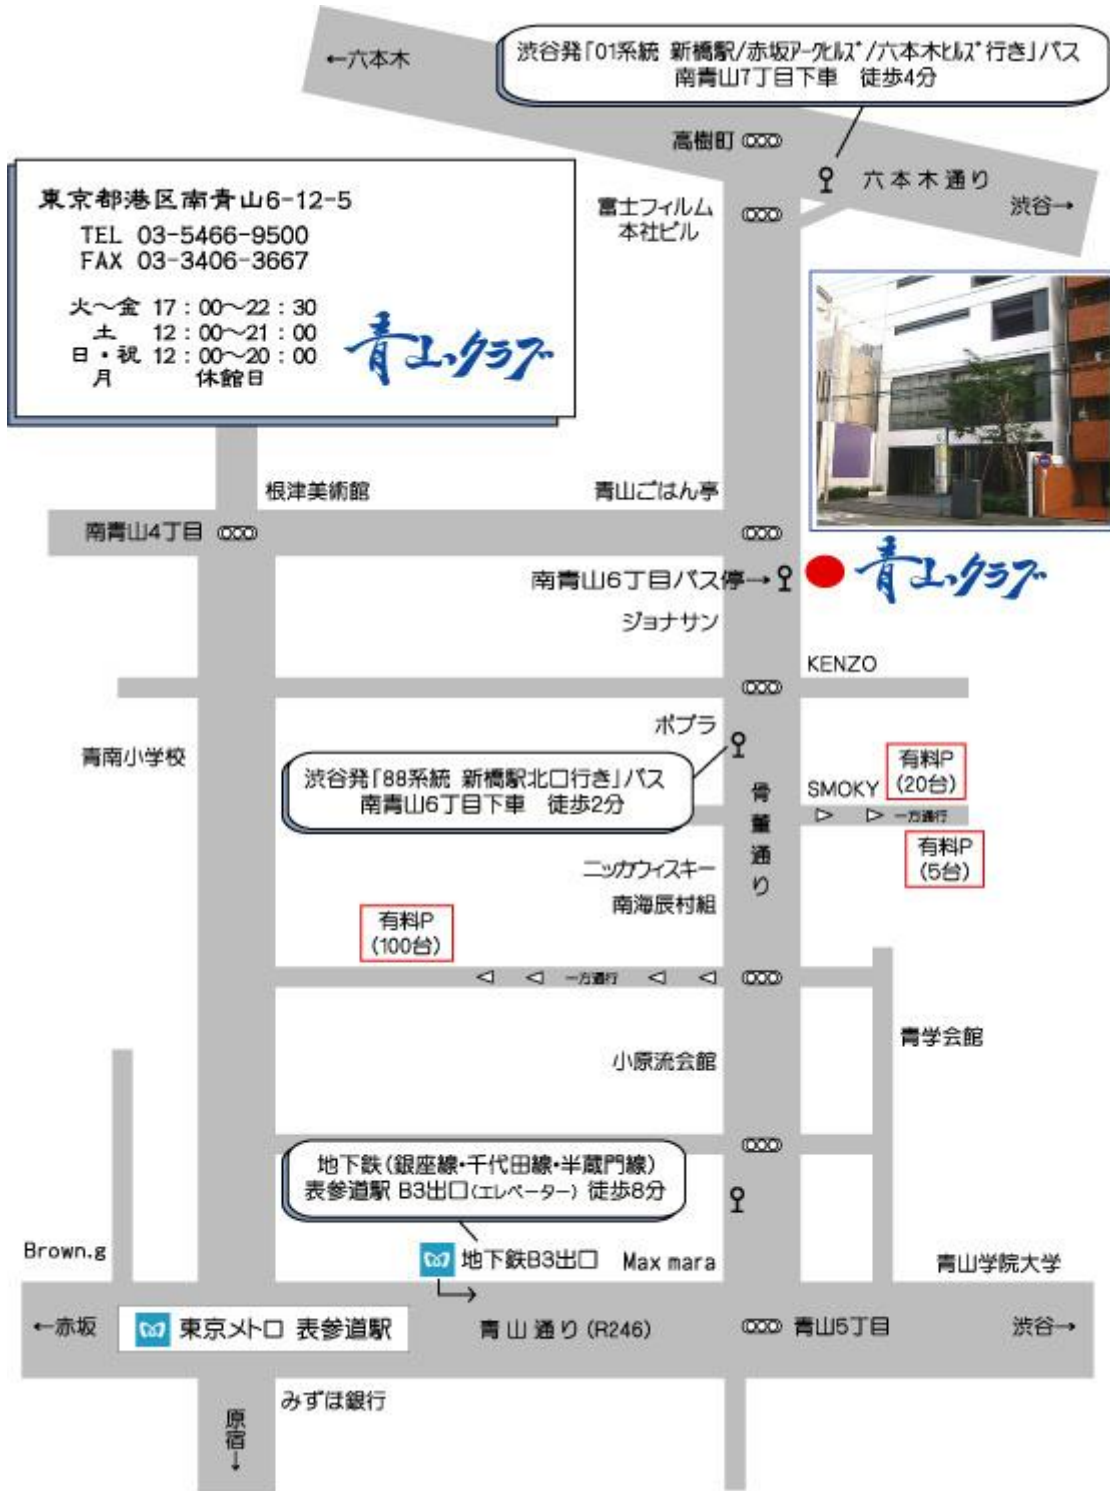 ←六本木
渋谷発「01系統 新橋駅/赤坂アークヒルズ/六本木ヒルズ行き」バス
南青山7丁目下車　徒歩4分
高樹町
六本木通り
渋谷→
富士フィルム
本社ビル
東京都港区南青山6-12-5
TEL 03-5466-9500
FAX 03-3406-3667
火～金 17：00～22：30
土 12：00～21：00
日・祝 12：00～20：00
月 休館日
青山クラブ
根津美術館
青山ごはん亭
南青山4丁目
南青山6丁目バス停→
青山クラブ
ジョナサン
KENZO
ポプラ
青南小学校
渋谷発「88系統 新橋駅北口行き」バス
南青山6丁目下車　徒歩2分
骨董通り
SMOKY
有料P
(20台)
一方通行
有料P
(5台)
ニッカウィスキー
南海辰村組
有料P
(100台)
一方通行
青学会館
小原流会館
地下鉄(銀座線・千代田線・半蔵門線)
表参道駅 B3出口(エレベーター) 徒歩8分
Brown.g
地下鉄B3出口
Max mara
青山学院大学
←赤坂
東京メトロ 表参道駅
青山通り(R246)
青山5丁目
渋谷→
みずほ銀行
原宿→